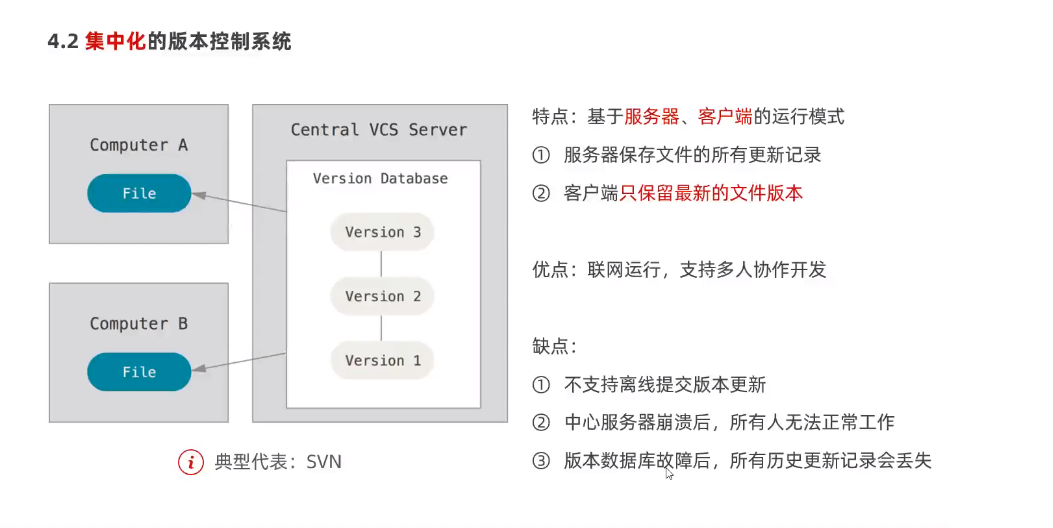 4.2 集中化的版本控制系统
Computer A
File
Computer B
File
Central VCS Server
Version Database
Version 3
Version 2
Version 1
i 典型代表：SVN
特点：基于服务器、客户端的运行模式
① 服务器保存文件的所有更新记录
② 客户端只保留最新的文件版本
优点：联网运行，支持多人协作开发
缺点：
① 不支持离线提交版本更新
② 中心服务器崩溃后，所有人无法正常工作
③ 版本数据库故障后，所有历史更新记录会丢失